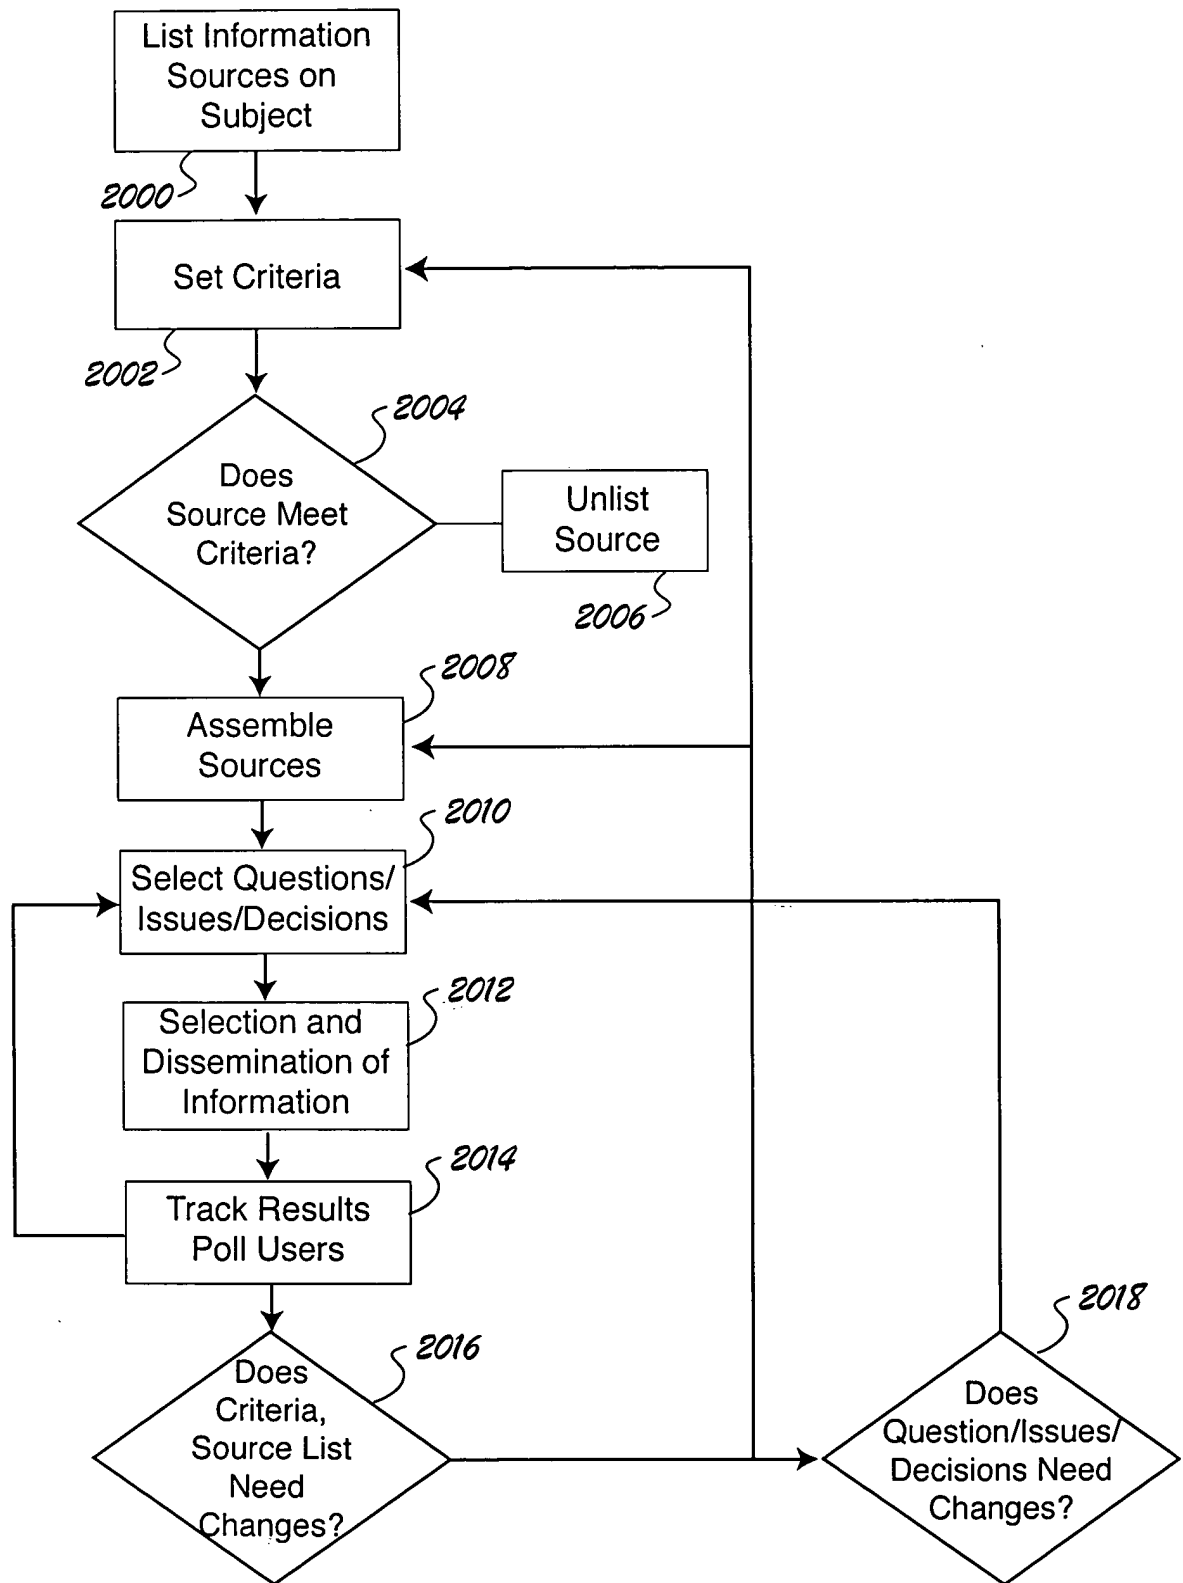 List Information
Sources on
Subject
2000
Set Criteria
2002
2004
Does
Source Meet
Criteria?
Unlist
Source
2006
2008
Assemble
Sources
2010
Select Questions/
Issues/Decisions
2012
Selection and
Dissemination of
Information
2014
Track Results
Poll Users
2016
Does
Criteria,
Source List
Need
Changes?
2018
Does
Question/Issues/
Decisions Need
Changes?